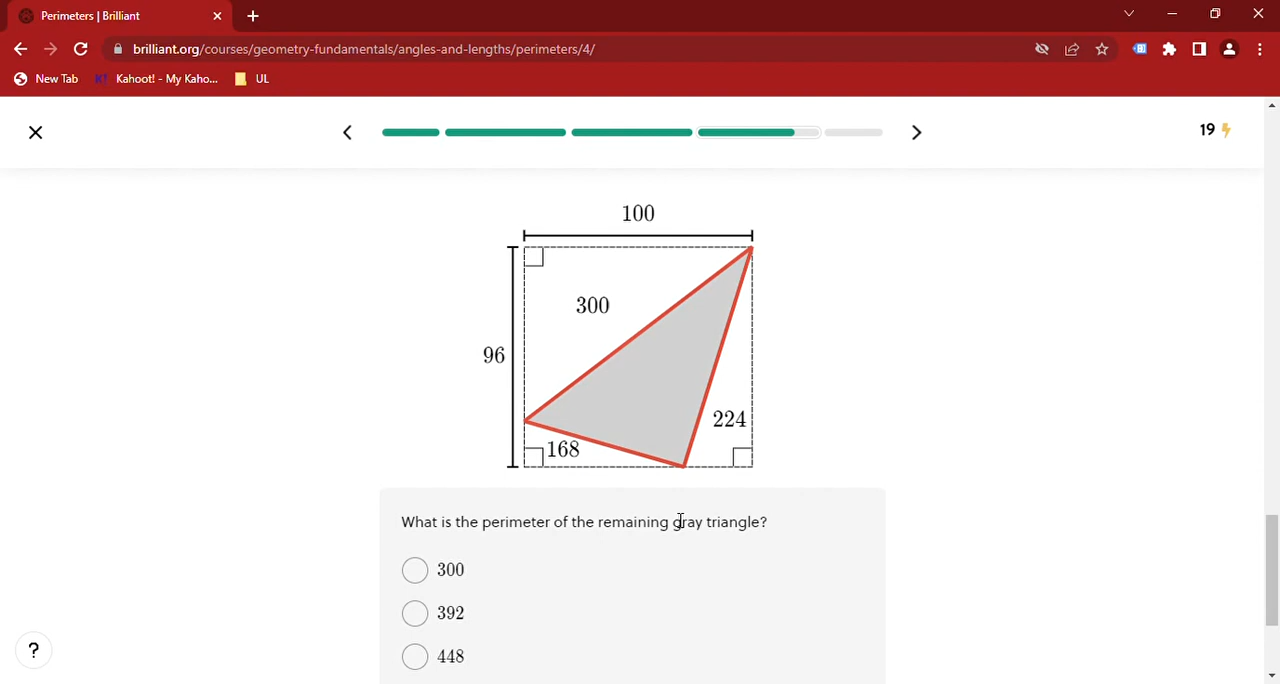 Perimeters | Brilliant
brilliant.org/courses/geometry-fundamentals/angles-and-lengths/perimeters/4/
New Tab K! Kahoot! - My Kaho... UL
19
100
300
96
224
168
What is the perimeter of the remaining gray triangle?
300
392
448
?